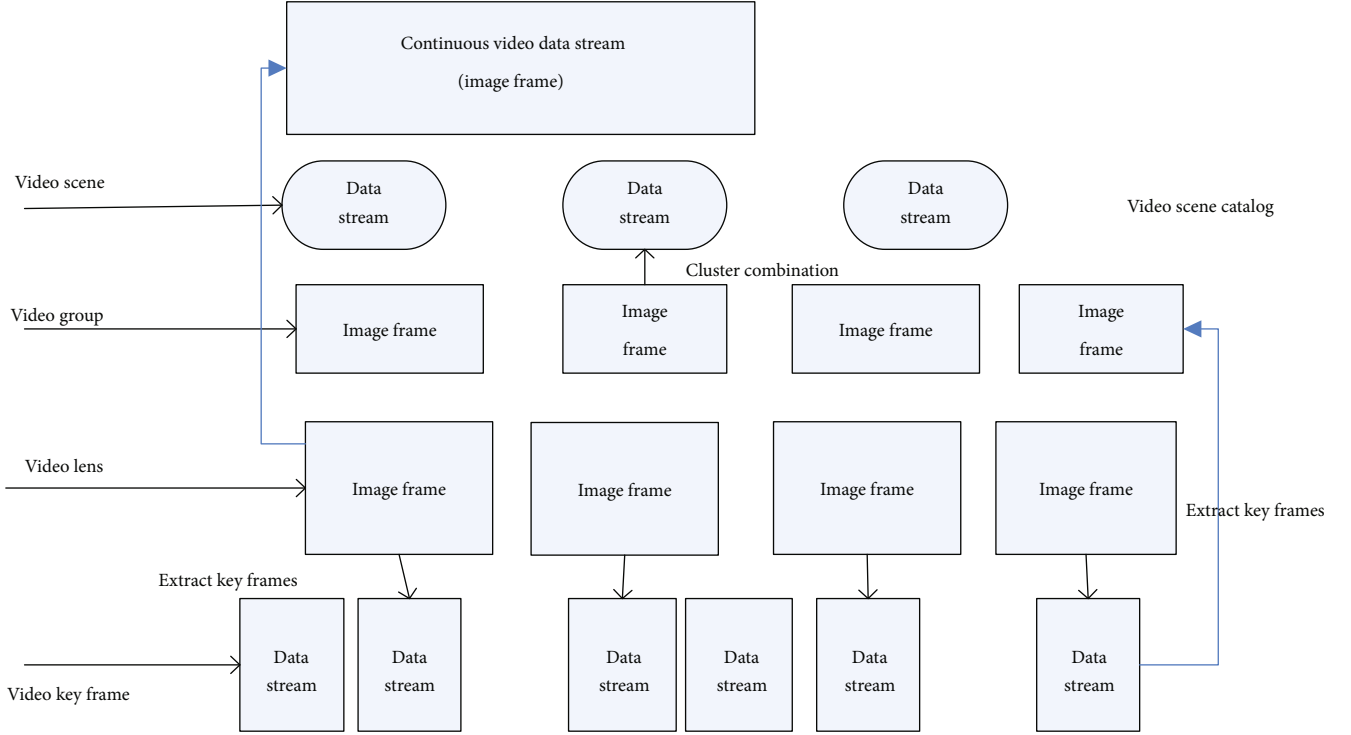 Continuous video data stream
(image frame)
Video scene
Data
stream
Data
stream
Data
stream
Video scene catalog
Cluster combination
Video group
Image frame
Image
frame
Image frame
Image
frame
Video lens
Image frame
Image frame
Image frame
Image frame
Extract key frames
Extract key frames
Data
stream
Data
stream
Data
stream
Data
stream
Data
stream
Data
stream
Video key frame